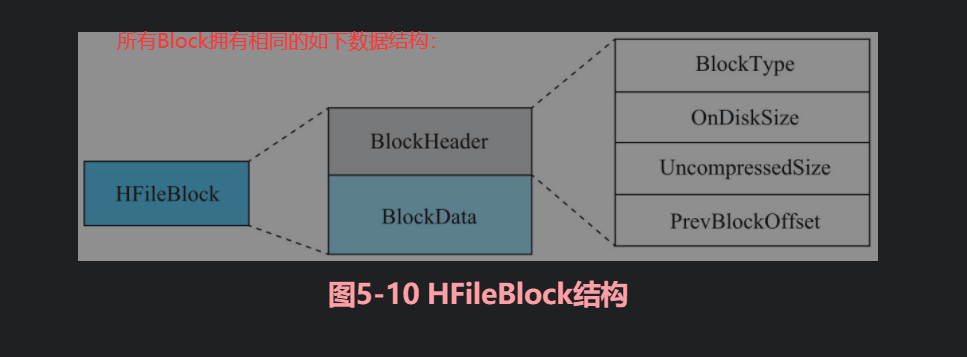 所有Block拥有相同的如下数据结构：
HFileBlock
BlockHeader
BlockData
BlockType
OnDiskSize
UncompressedSize
PrevBlockOffset
图5-10 HFileBlock结构